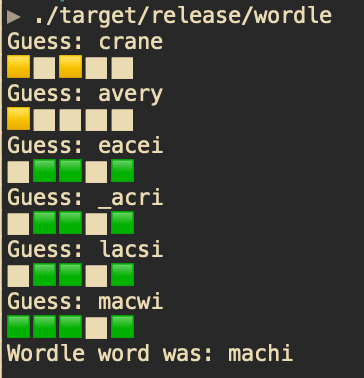 ▶ ./target/release/wordle
Guess: crane
🟨⬜🟨⬜⬜
Guess: avery
🟨⬜⬜⬜⬜
Guess: eacei
⬜🟩🟩⬜🟩
Guess: _acri
⬜🟩🟩⬜🟩
Guess: lacsi
⬜🟩🟩⬜🟩
Guess: macwi
🟩🟩🟩⬜🟩
Wordle word was: machi